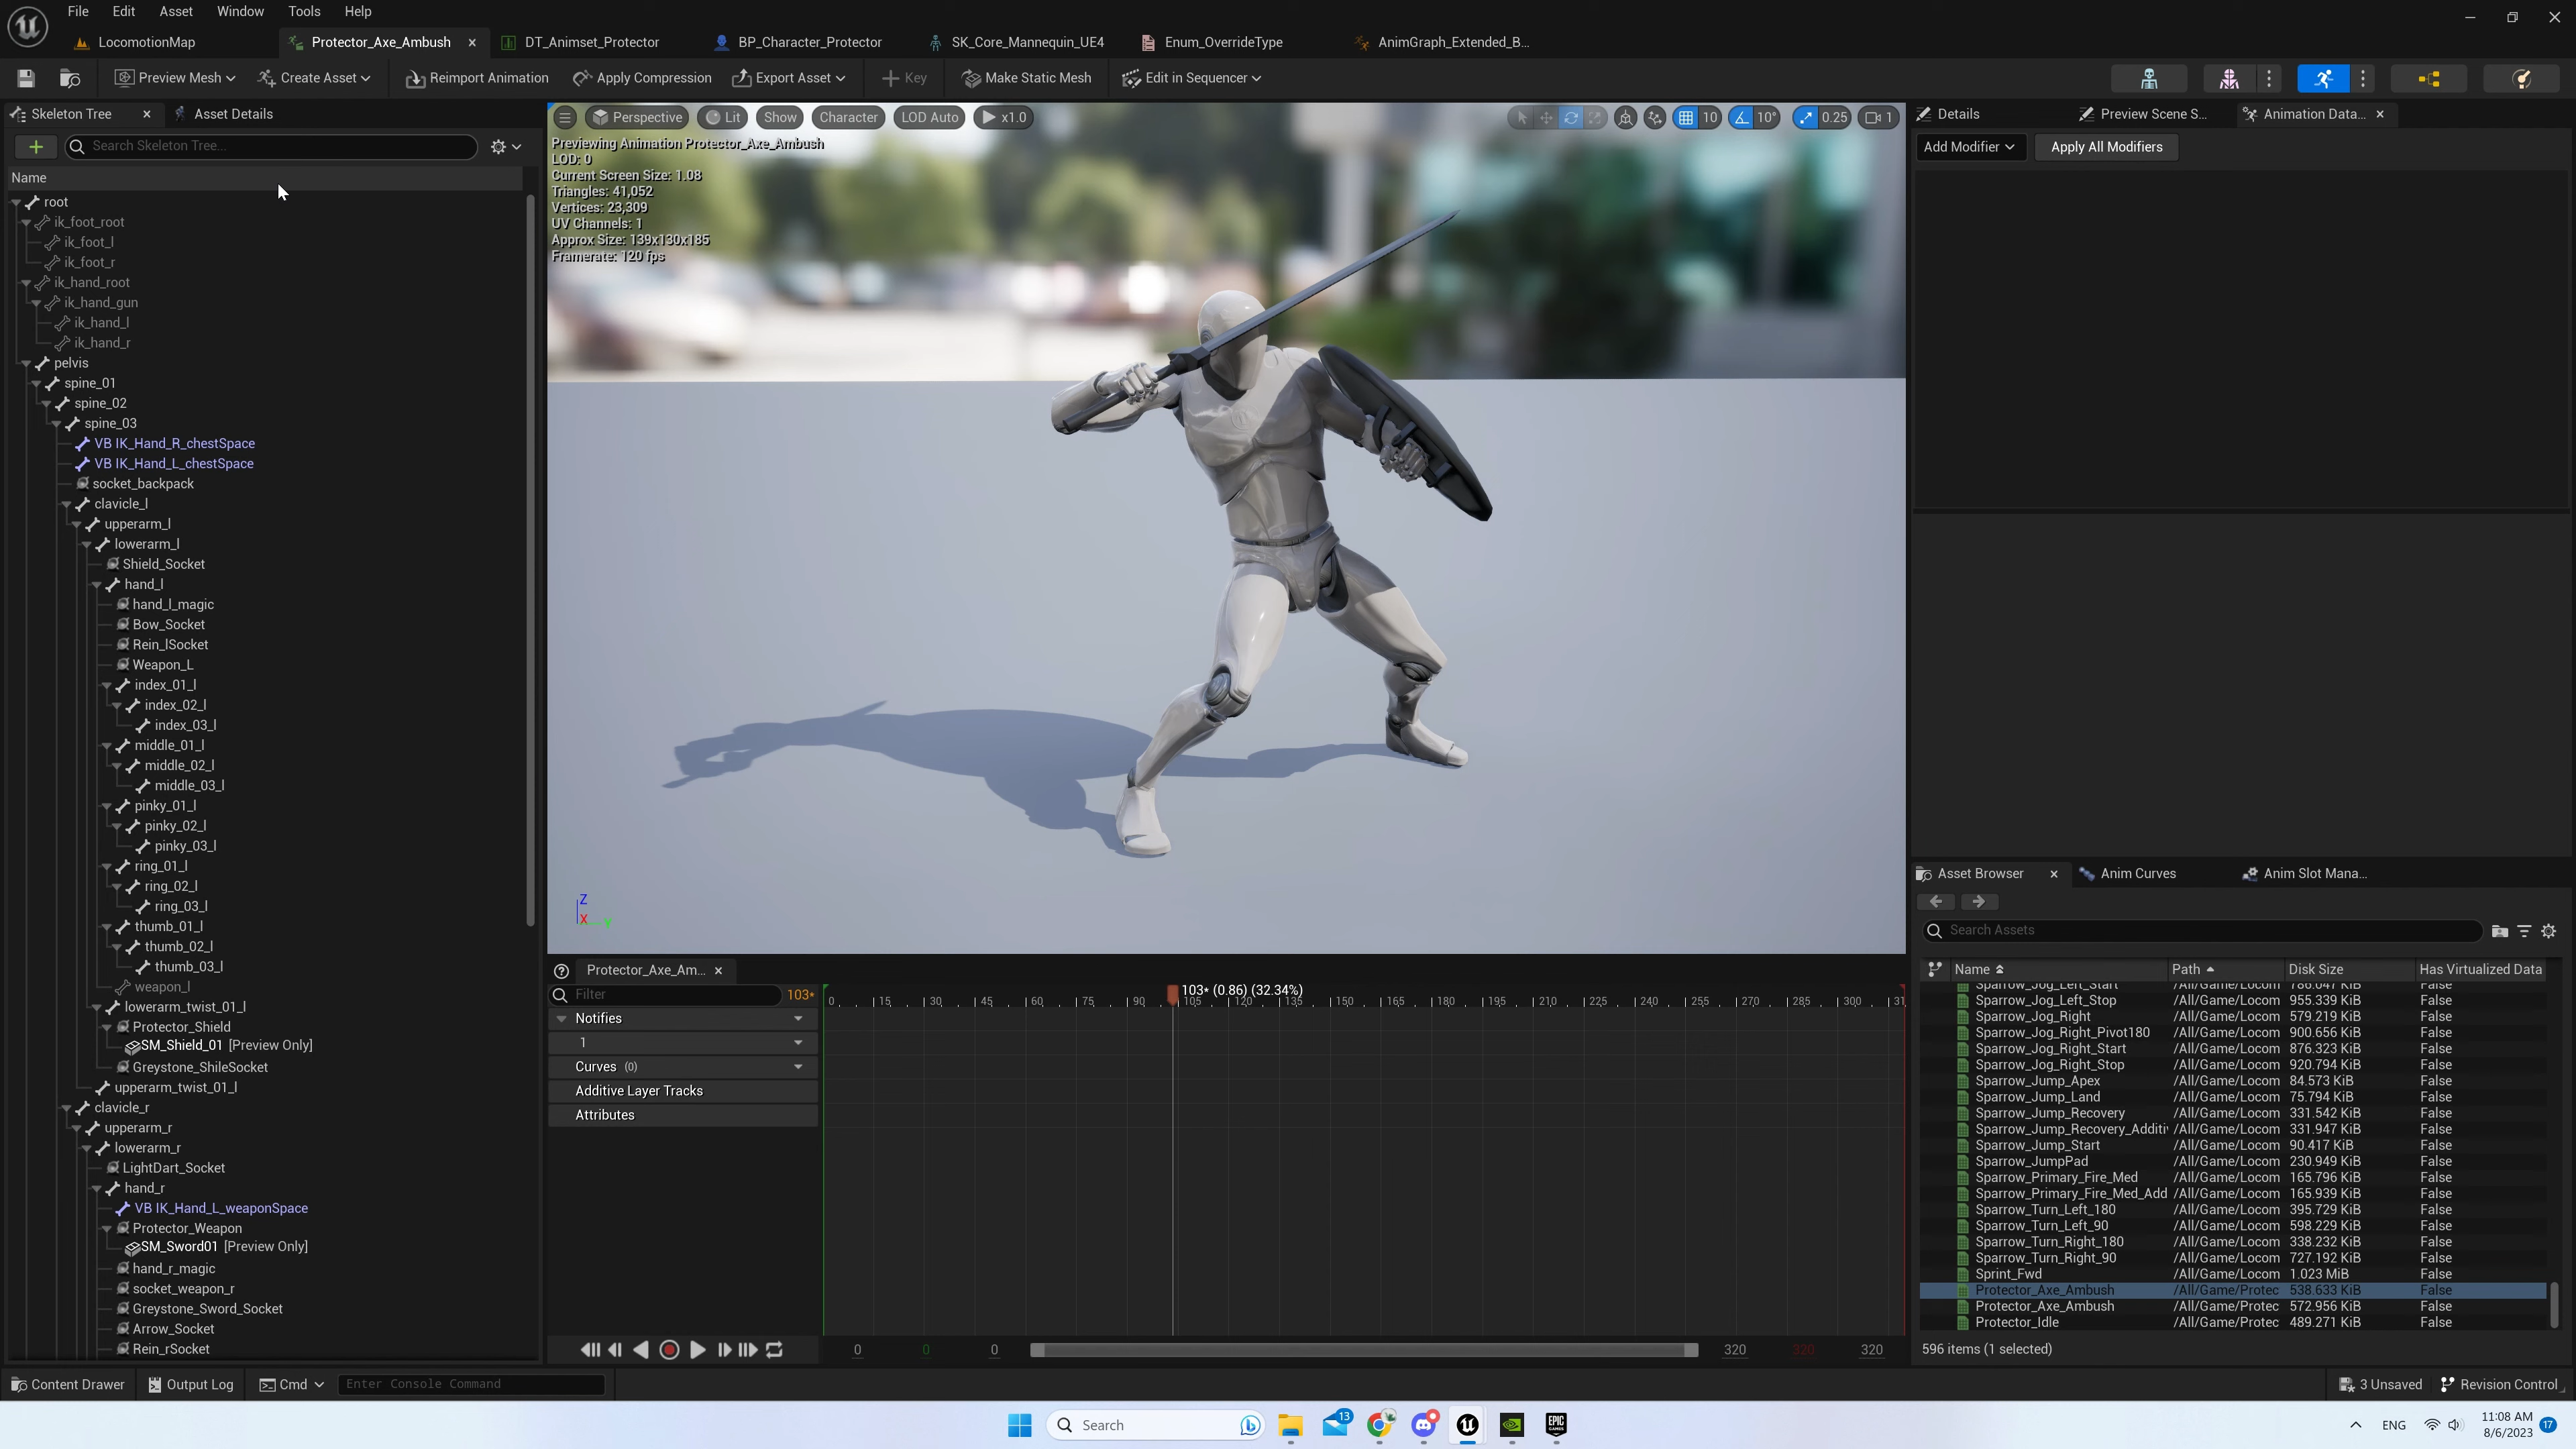 File Edit Asset Window Tools Help
LocomotionMap Protector_Axe_Ambush DT_Animset_Protector BP_Character_Protector SK_Core_Mannequin_UE4 Enum_OverrideType AnimGraph_Extended_B...
Preview Mesh Create Asset Reimport Animation Apply Compression Export Asset Key Make Static Mesh Edit in Sequencer
Skeleton Tree Asset Details
Search Skeleton Tree...
Name
root
ik_foot_root
ik_foot_l
ik_foot_r
ik_hand_root
ik_hand_gun
ik_hand_l
ik_hand_r
pelvis
spine_01
spine_02
spine_03
VB IK_Hand_R_chestSpace
VB IK_Hand_L_chestSpace
socket_backpack
clavicle_l
upperarm_l
lowerarm_l
Shield_Socket
hand_l
hand_l_magic
Bow_Socket
Rein_lSocket
Weapon_L
index_01_l
index_02_l
index_03_l
middle_01_l
middle_02_l
middle_03_l
pinky_01_l
pinky_02_l
pinky_03_l
ring_01_l
ring_02_l
ring_03_l
thumb_01_l
thumb_02_l
thumb_03_l
weapon_l
lowerarm_twist_01_l
Protector_Shield
SM_Shield_01 [Preview Only]
Greystone_ShileSocket
upperarm_twist_01_l
clavicle_r
upperarm_r
lowerarm_r
LightDart_Socket
hand_r
VB IK_Hand_L_weaponSpace
Protector_Weapon
SM_Sword01 [Preview Only]
hand_r_magic
socket_weapon_r
Greystone_Sword_Socket
Arrow_Socket
Rein_rSocket
Perspective Lit Show Character LOD Auto x1.0 10 10° 0.25 1
Previewing Animation Protector_Axe_Ambush
LOD: 0
Current Screen Size: 1.08
Triangles: 41,052
Vertices: 23,309
UV Channels: 1
Approx Size: 139x130x185
Framerate: 120 fps
Z
X
Protector_Axe_Am...
Filter 103*
103* (0.86) (32.34%)
0 15 30 45 60 75 90 105 120 135 150 165 180 195 210 225 240 255 270 285 300 31
Notifies
1
Curves (0)
Additive Layer Tracks
Attributes
0 0 0 320 320 320
Details Preview Scene S... Animation Data...
Add Modifier Apply All Modifiers
Asset Browser Anim Curves Anim Slot Mana...
Search Assets
Name Path Disk Size Has Virtualized Data
Sparrow_Jog_Left_Start /All/Game/Locom 786.047 KiB False
Sparrow_Jog_Left_Stop /All/Game/Locom 955.339 KiB False
Sparrow_Jog_Right /All/Game/Locom 579.219 KiB False
Sparrow_Jog_Right_Pivot180 /All/Game/Locom 900.656 KiB False
Sparrow_Jog_Right_Start /All/Game/Locom 876.323 KiB False
Sparrow_Jog_Right_Stop /All/Game/Locom 920.794 KiB False
Sparrow_Jump_Apex /All/Game/Locom 84.573 KiB False
Sparrow_Jump_Land /All/Game/Locom 75.794 KiB False
Sparrow_Jump_Recovery /All/Game/Locom 331.542 KiB False
Sparrow_Jump_Recovery_Additi /All/Game/Locom 331.947 KiB False
Sparrow_Jump_Start /All/Game/Locom 90.417 KiB False
Sparrow_JumpPad /All/Game/Locom 230.949 KiB False
Sparrow_Primary_Fire_Med /All/Game/Locom 165.796 KiB False
Sparrow_Primary_Fire_Med_Add /All/Game/Locom 165.939 KiB False
Sparrow_Turn_Left_180 /All/Game/Locom 395.729 KiB False
Sparrow_Turn_Left_90 /All/Game/Locom 598.229 KiB False
Sparrow_Turn_Right_180 /All/Game/Locom 338.232 KiB False
Sparrow_Turn_Right_90 /All/Game/Locom 727.192 KiB False
Sprint_Fwd /All/Game/Locom 1.023 MiB False
Protector_Axe_Ambush /All/Game/Protec 538.633 KiB False
Protector_Axe_Ambush /All/Game/Protec 572.956 KiB False
Protector_Idle /All/Game/Protec 489.271 KiB False
596 items (1 selected)
Content Drawer Output Log Cmd Enter Console Command 3 Unsaved Revision Control
Search 13 EPIC GAMES ENG 11:08 AM 17
8/6/2023